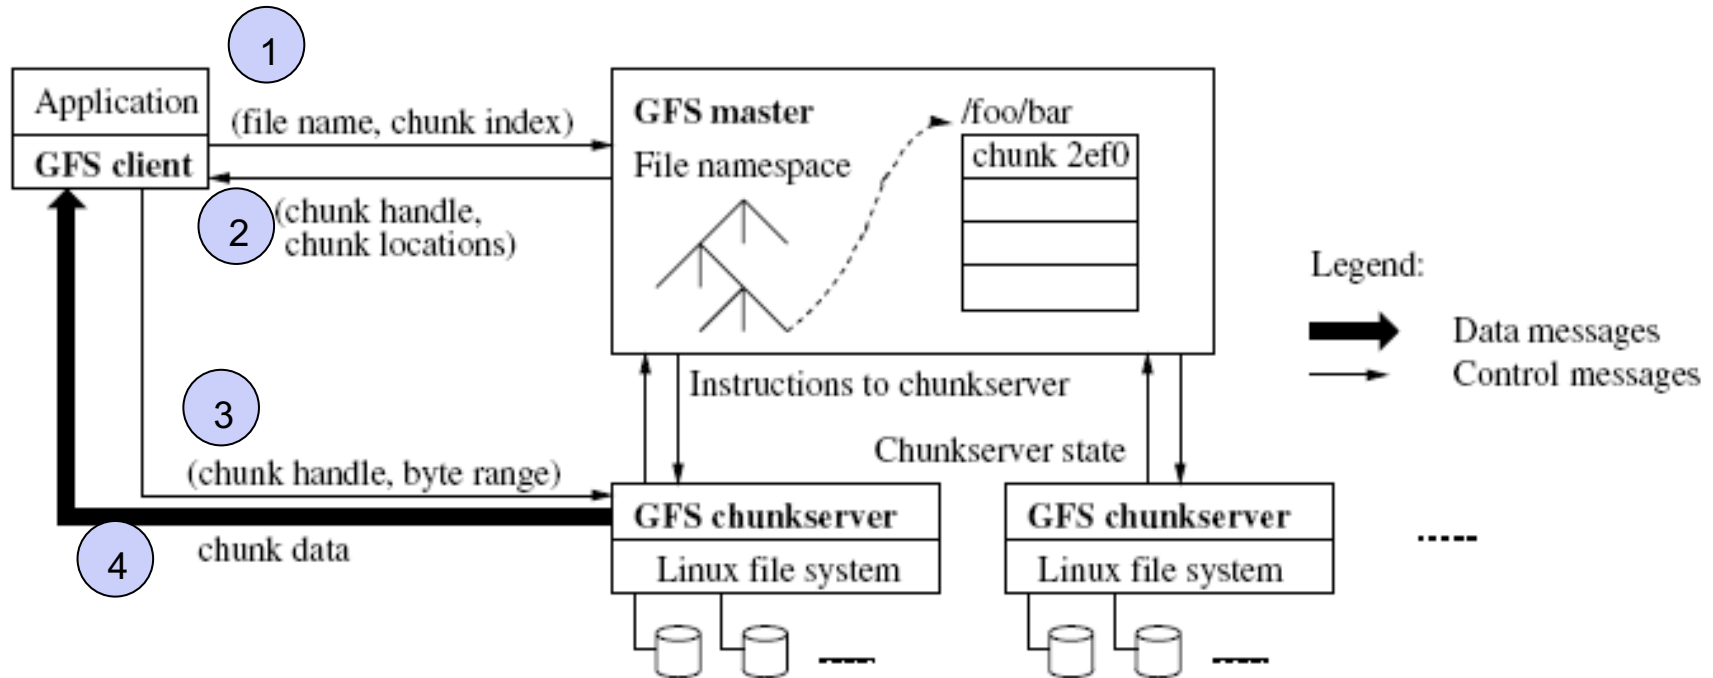 1
Application
GFS client
(file name, chunk index)
2
(chunk handle,
chunk locations)
GFS master
File namespace
/foo/bar
chunk 2ef0
Legend:
Data messages
Control messages
Instructions to chunkserver
Chunkserver state
3
(chunk handle, byte range)
4
chunk data
GFS chunkserver
Linux file system
GFS chunkserver
Linux file system